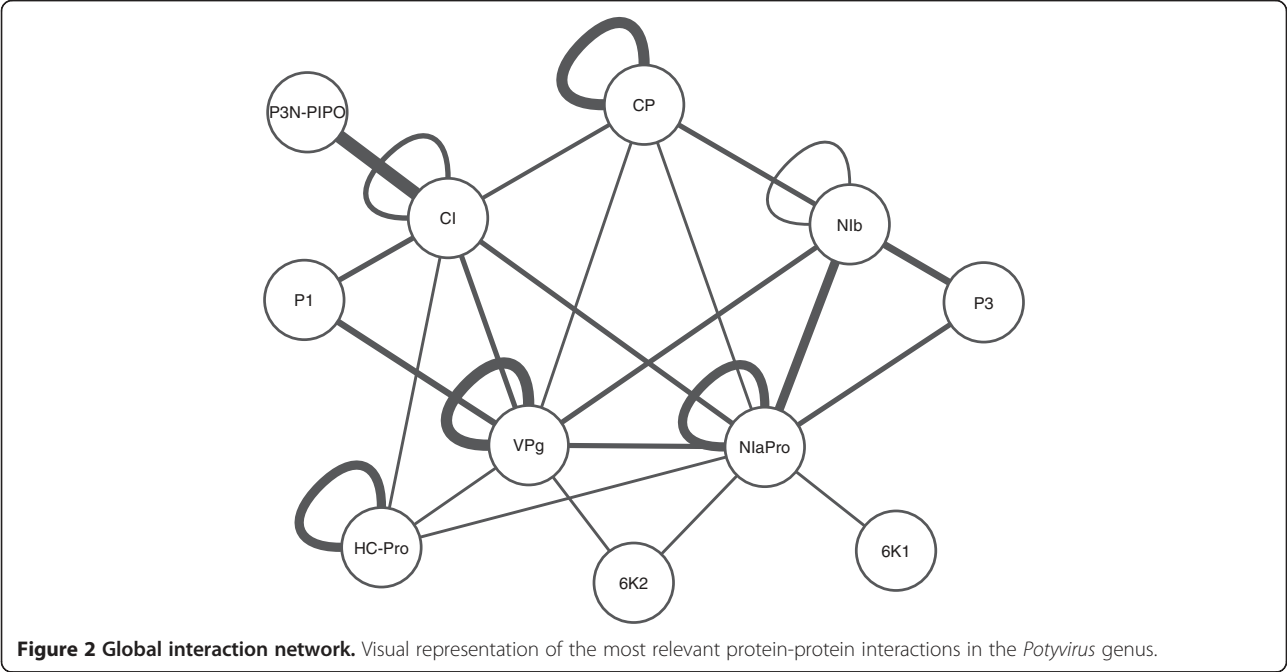 CP
P3N-PIPO
CI
NIb
P1
P3
VPg
NIaPro
HC-Pro
6K2
6K1
Figure 2 Global interaction network. Visual representation of the most relevant protein-protein interactions in the Potyvirus genus.